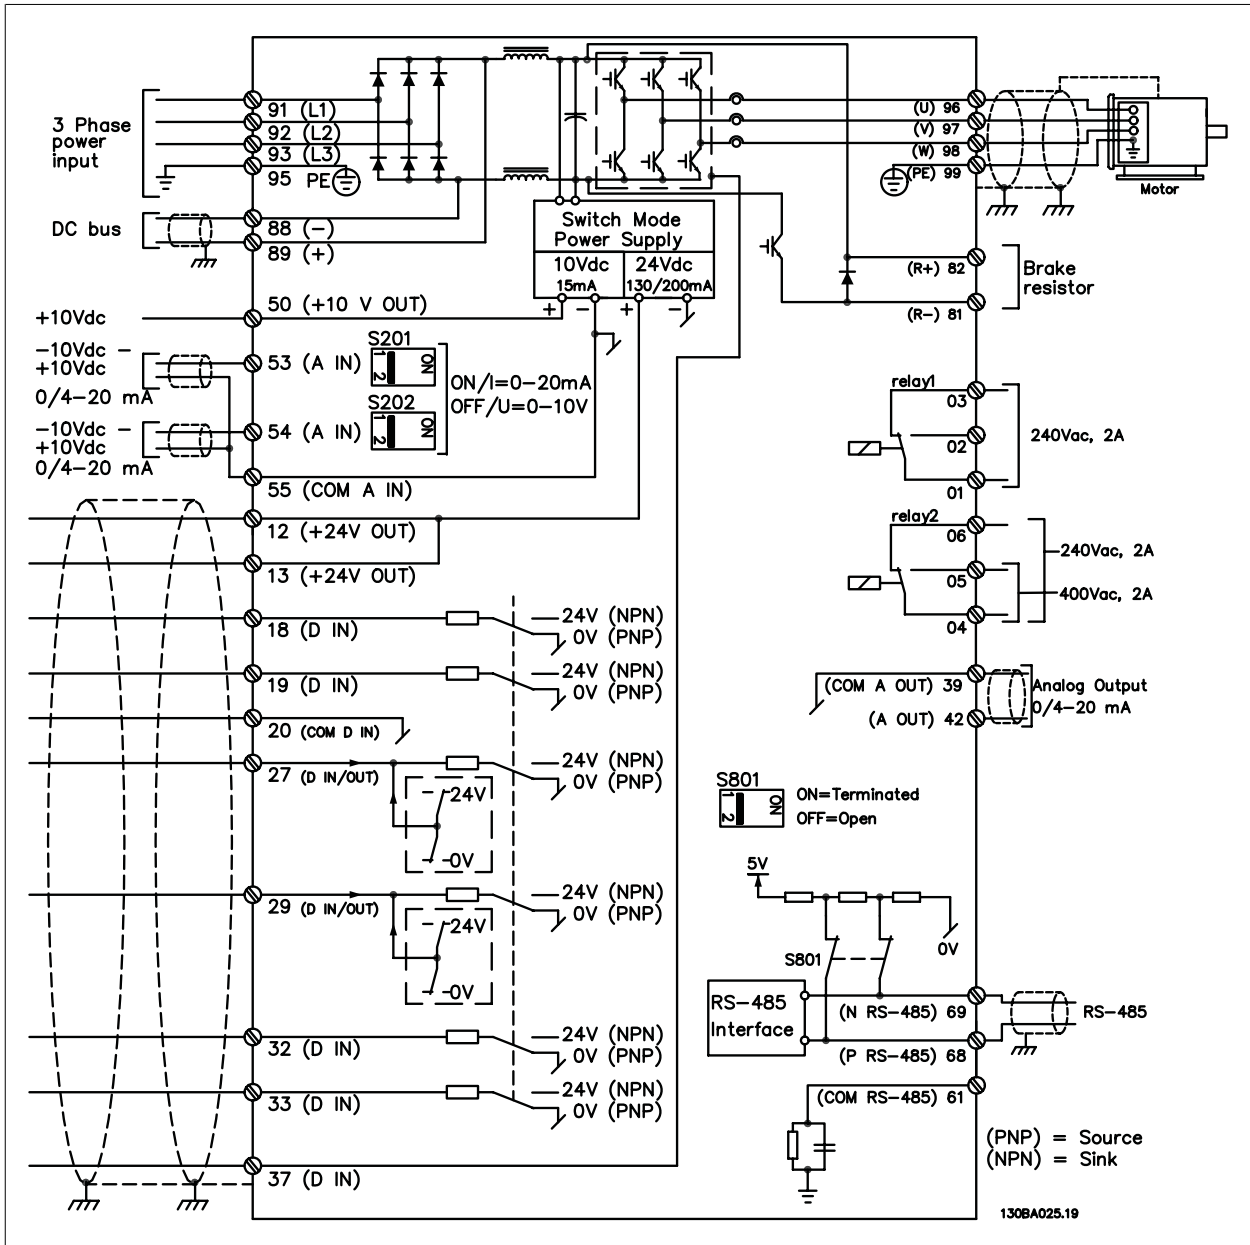 3 Phase
power
input
91 (L1)
92 (L2)
93 (L3)
95 PE
DC bus
88 (−)
89 (+)
+10Vdc
50 (+10 V OUT)
−10Vdc −
+10Vdc
0/4−20 mA
53 (A IN)
−10Vdc −
+10Vdc
0/4−20 mA
54 (A IN)
55 (COM A IN)
S201
1 2 ON
S202
1 2 ON
ON/I=0−20mA
OFF/U=0−10V
Switch Mode
Power Supply
10Vdc
15mA
24Vdc
130/200mA
+ − + −
12 (+24V OUT)
13 (+24V OUT)
18 (D IN)
24V (NPN)
0V (PNP)
19 (D IN)
24V (NPN)
0V (PNP)
20 (COM D IN)
27 (D IN/OUT)
24V (NPN)
0V (PNP)
24V
0V
29 (D IN/OUT)
24V (NPN)
0V (PNP)
24V
0V
32 (D IN)
24V (NPN)
0V (PNP)
33 (D IN)
24V (NPN)
0V (PNP)
37 (D IN)
(U) 96
(V) 97
(W) 98
(PE) 99
Motor
(R+) 82
(R−) 81
Brake
resistor
relay1
03
02
01
240Vac, 2A
relay2
06
05
04
240Vac, 2A
400Vac, 2A
(COM A OUT) 39
(A OUT) 42
Analog Output
0/4−20 mA
S801
1 2 ON
ON=Terminated
OFF=Open
5V
0V
S801
RS−485
Interface
(N RS−485) 69
(P RS−485) 68
RS−485
(COM RS−485) 61
(PNP) = Source
(NPN) = Sink
130BA025.19